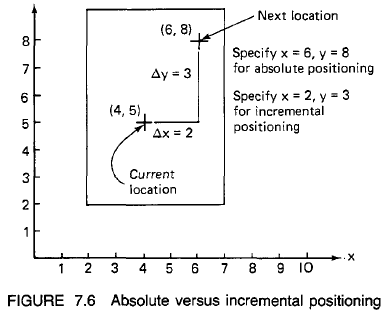 Next location
(6, 8)
8
7
6
5
4
3
2
1
Δy = 3
Specify x = 6, y = 8
for absolute positioning
Specify x = 2, y = 3
for incremental
positioning
(4, 5)
Δx = 2
Current
location
1 2 3 4 5 6 7 8 9 10 x
FIGURE 7.6 Absolute versus incremental positioning